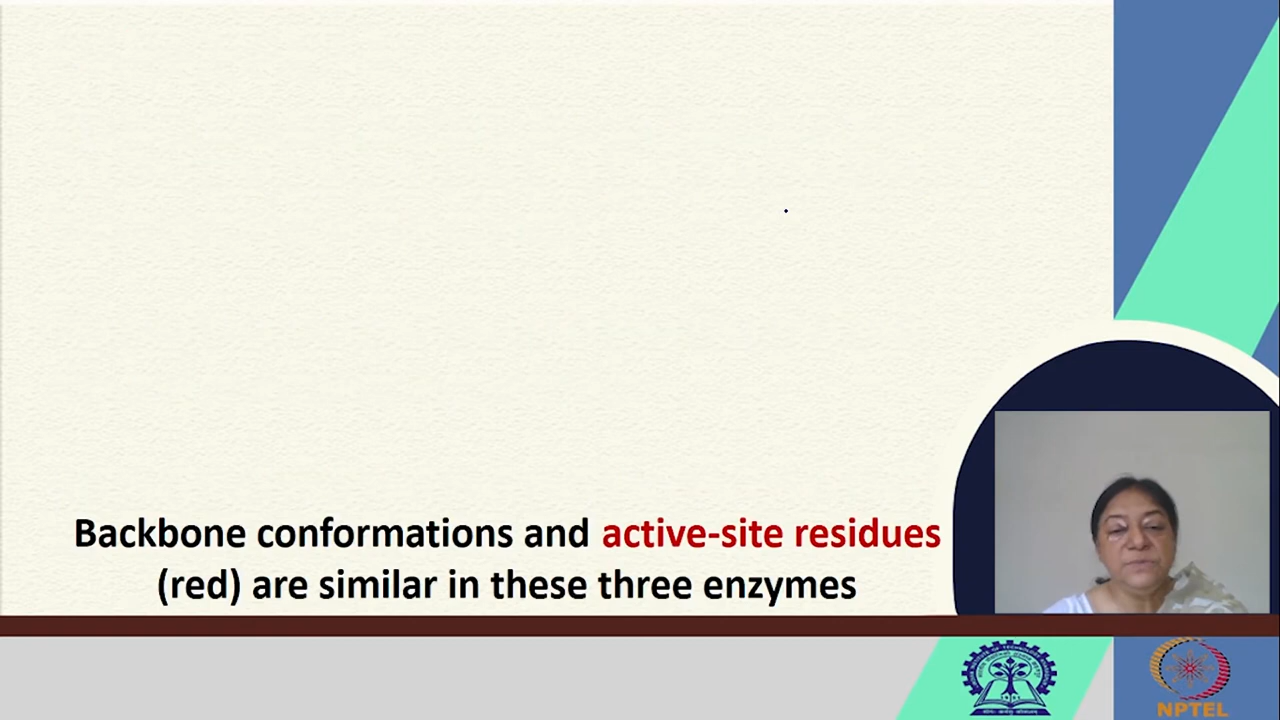 Backbone conformations and active-site residues
(red) are similar in these three enzymes
NPTEL